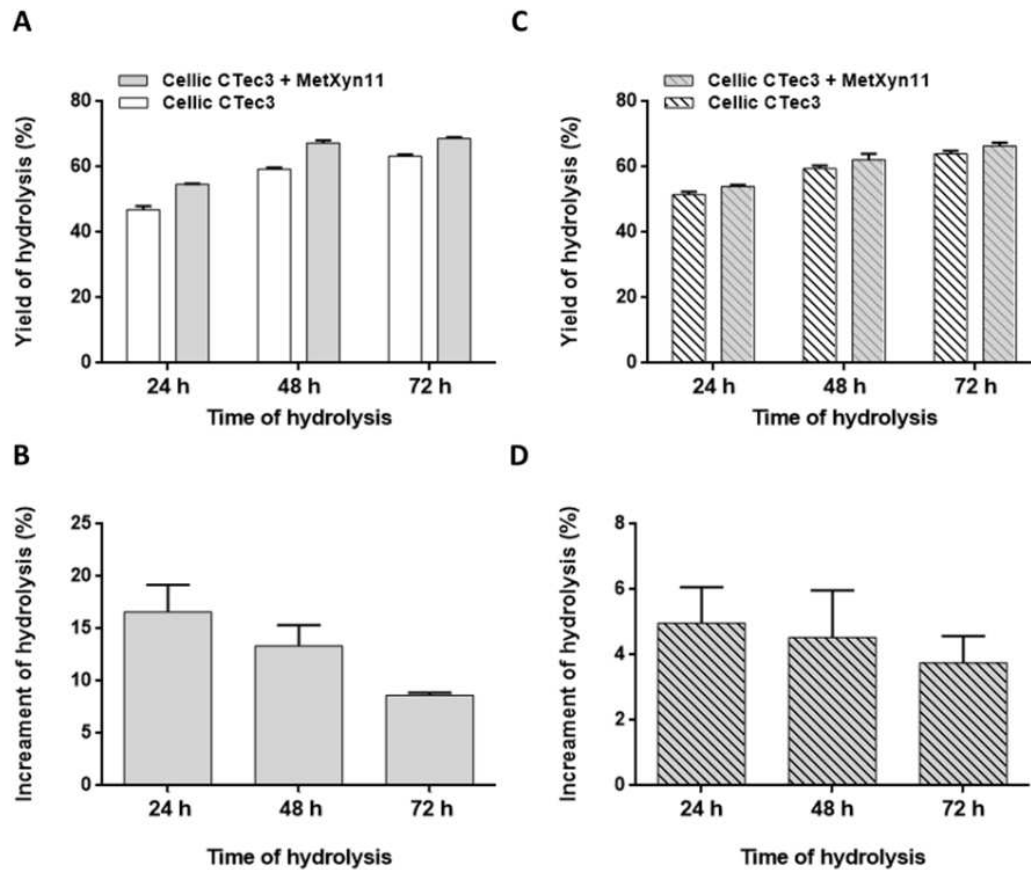 A
Cellic CTec3 + MetXyn11
Cellic CTec3
Yield of hydrolysis (%)
80
60
40
20
0
24 h 48 h 72 h
Time of hydrolysis
B
Increament of hydrolysis (%)
25
20
15
10
5
0
24 h 48 h 72 h
Time of hydrolysis
C
Cellic CTec3 + MetXyn11
Cellic CTec3
Yield of hydrolysis (%)
80
60
40
20
0
24 h 48 h 72 h
Time of hydrolysis
D
Increament of hydrolysis (%)
8
6
4
2
0
24 h 48 h 72 h
Time of hydrolysis